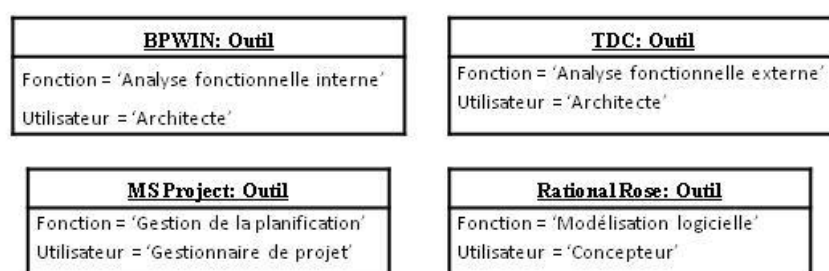 BPWIN: Outil
Fonction = ‘Analyse fonctionnelle interne’
Utilisateur = ‘Architecte’
TDC: Outil
Fonction = ‘Analyse fonctionnelle externe’
Utilisateur = ‘Architecte’
MS Project: Outil
Fonction = ‘Gestion de la planification’
Utilisateur = ‘Gestionnaire de projet’
Rational Rose: Outil
Fonction = ‘Modélisation logicielle’
Utilisateur = ‘Concepteur’